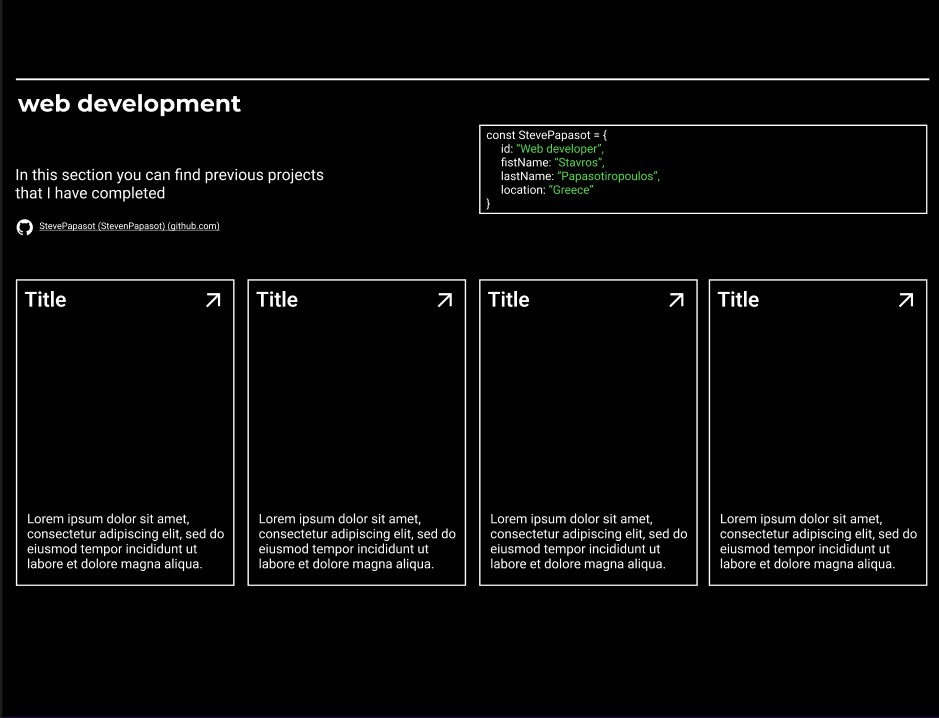 web development
In this section you can find previous projects
that I have completed
StevePapasot (StevenPapasot) (github.com)
const StevePapasot = {
id: “Web developer”,
fistName: “Stavros”,
lastName: “Papasotiropoulos”,
location: “Greece”
}
Title
Lorem ipsum dolor sit amet,
consectetur adipiscing elit, sed do
eiusmod tempor incididunt ut
labore et dolore magna aliqua.
Title
Lorem ipsum dolor sit amet,
consectetur adipiscing elit, sed do
eiusmod tempor incididunt ut
labore et dolore magna aliqua.
Title
Lorem ipsum dolor sit amet,
consectetur adipiscing elit, sed do
eiusmod tempor incididunt ut
labore et dolore magna aliqua.
Title
Lorem ipsum dolor sit amet,
consectetur adipiscing elit, sed do
eiusmod tempor incididunt ut
labore et dolore magna aliqua.